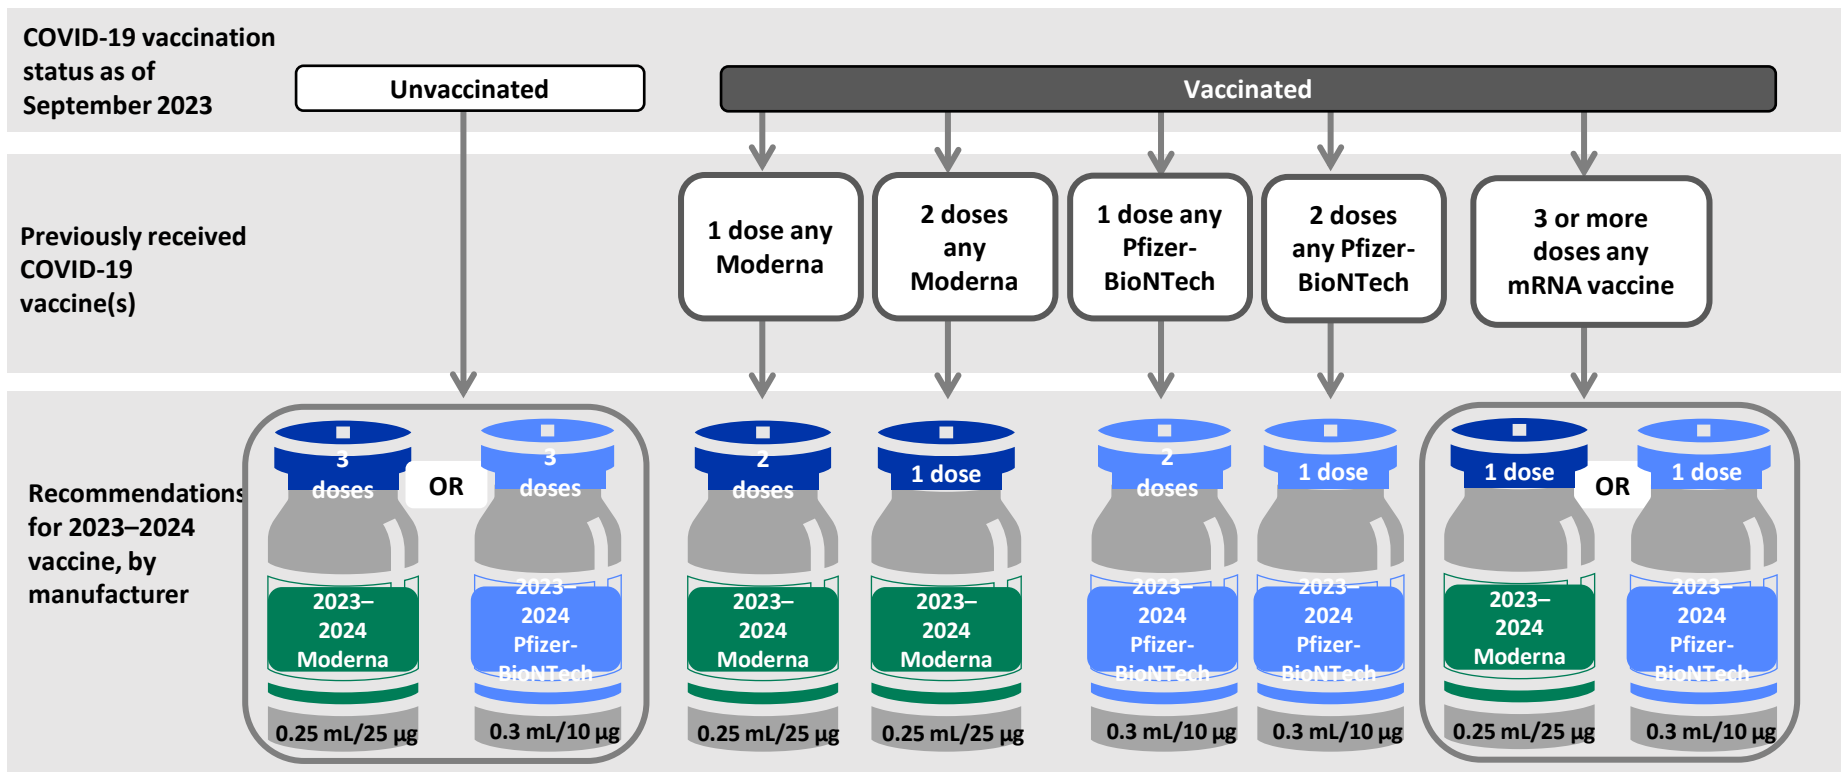 COVID-19 vaccination
status as of
September 2023
Unvaccinated
Vaccinated
Previously received
COVID-19
vaccine(s)
1 dose any
Moderna
2 doses
any
Moderna
1 dose any
Pfizer-
BioNTech
2 doses
any Pfizer-
BioNTech
3 or more
doses any
mRNA vaccine
Recommendations
for 2023–2024
vaccine, by
manufacturer
3
doses
2023–
2024
Moderna
0.25 mL/25 µg
OR
3
doses
2023–
2024
Pfizer-
BioNTech
0.3 mL/10 µg
2
doses
2023–
2024
Moderna
0.25 mL/25 µg
1 dose
2023–
2024
Moderna
0.25 mL/25 µg
2
doses
2023–
2024
Pfizer-
BioNTech
0.3 mL/10 µg
1 dose
2023–
2024
Pfizer-
BioNTech
0.3 mL/10 µg
1 dose
2023–
2024
Moderna
0.25 mL/25 µg
OR
1 dose
2023–
2024
Pfizer-
BioNTech
0.3 mL/10 µg